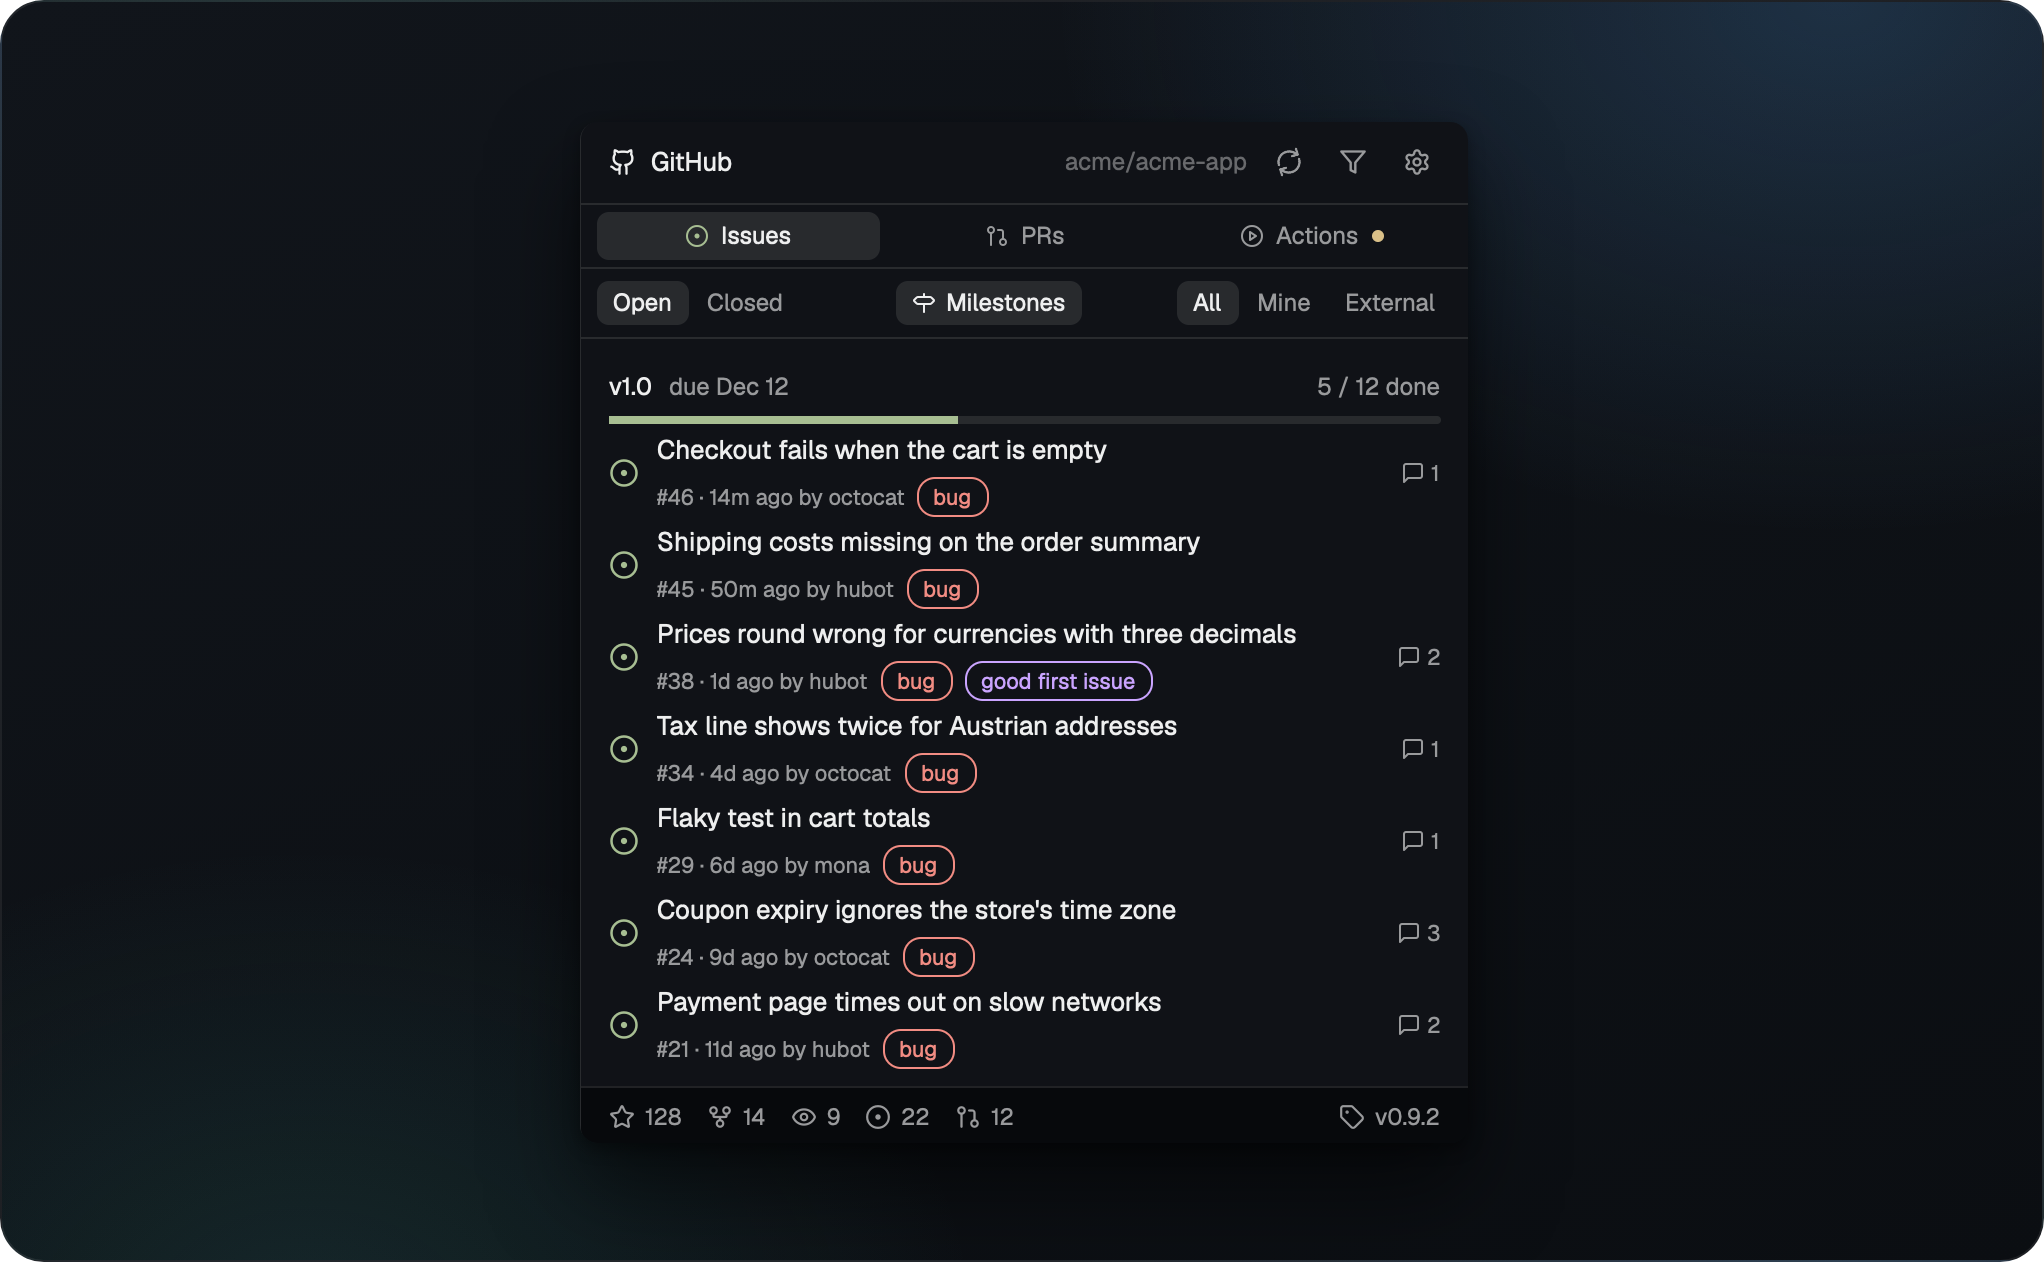 GitHub acme/acme-app
Issues PRs Actions
Open Closed Milestones All Mine External
v1.0 due Dec 12 5 / 12 done
Checkout fails when the cart is empty
#46 · 14m ago by octocat bug 1
Shipping costs missing on the order summary
#45 · 50m ago by hubot bug
Prices round wrong for currencies with three decimals
#38 · 1d ago by hubot bug good first issue 2
Tax line shows twice for Austrian addresses
#34 · 4d ago by octocat bug 1
Flaky test in cart totals
#29 · 6d ago by mona bug 1
Coupon expiry ignores the store's time zone
#24 · 9d ago by octocat bug 3
Payment page times out on slow networks
#21 · 11d ago by hubot bug 2
128 14 9 22 12 v0.9.2